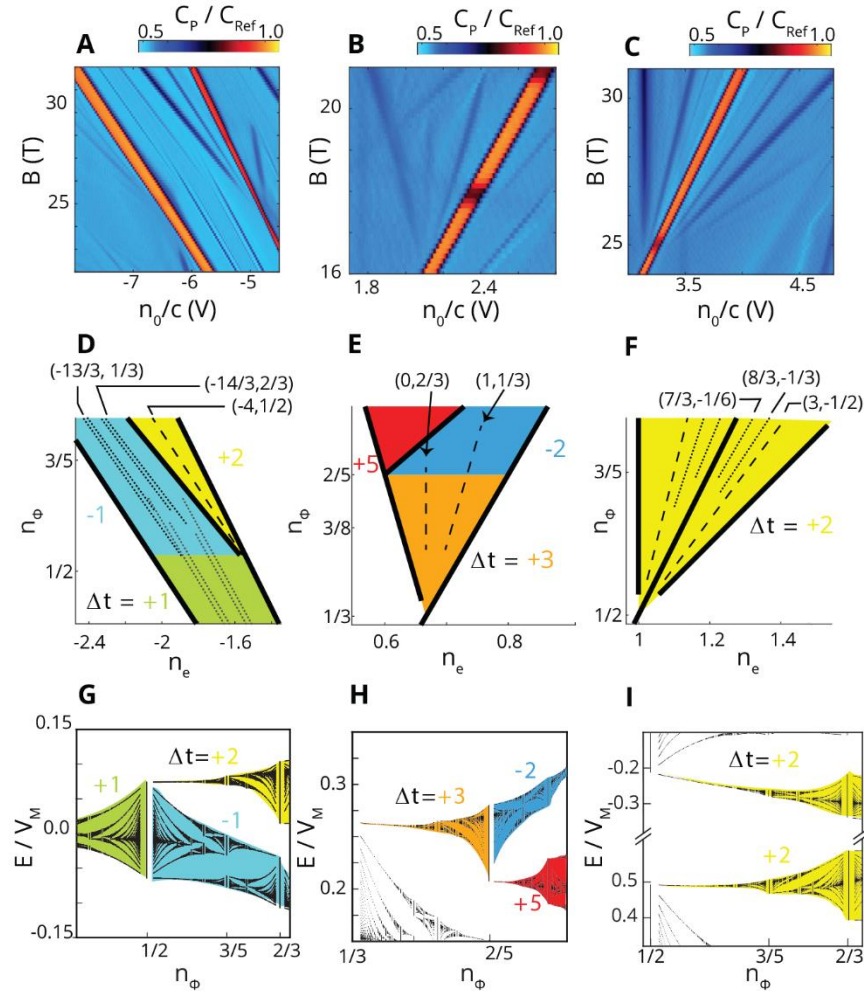 C_P / C_Ref
C_P / C_Ref
C_P / C_Ref
A 0.5 1.0
B 0.5 1.0
C 0.5 1.0
30
25
B (T)
-7 -6 -5
n_0/c (V)
20
16
B (T)
1.8 2.4
n_0/c (V)
30
24
B (T)
3.5 4.5
n_0/c (V)
D
(-13/3, 1/3)
(-14/3,2/3)
(-4,1/2)
3/5
n_Φ
1/2
+2
-1
Δt = +1
-2.4 -2 -1.6
n_e
E
(0,2/3)
(1,1/3)
+5
-2
2/5
n_Φ
3/8
Δt = +3
1/3
0.6 0.8
n_e
F
(8/3,-1/3)
(7/3,-1/6)
(3,-1/2)
3/5
n_Φ
Δt = +2
1/2
1 1.2 1.4
n_e
G
0.15
Δt=+2
+1
0.0
E / V_M
-1
-0.15
1/2 3/5 2/3
n_Φ
H
-2
0.3
Δt=+3
E / V_M
0.2
+5
1/3 2/5
n_Φ
I
-0.2
Δt=+2
-0.3
E / V_M
+2
0.5
0.4
1/2 3/5 2/3
n_Φ